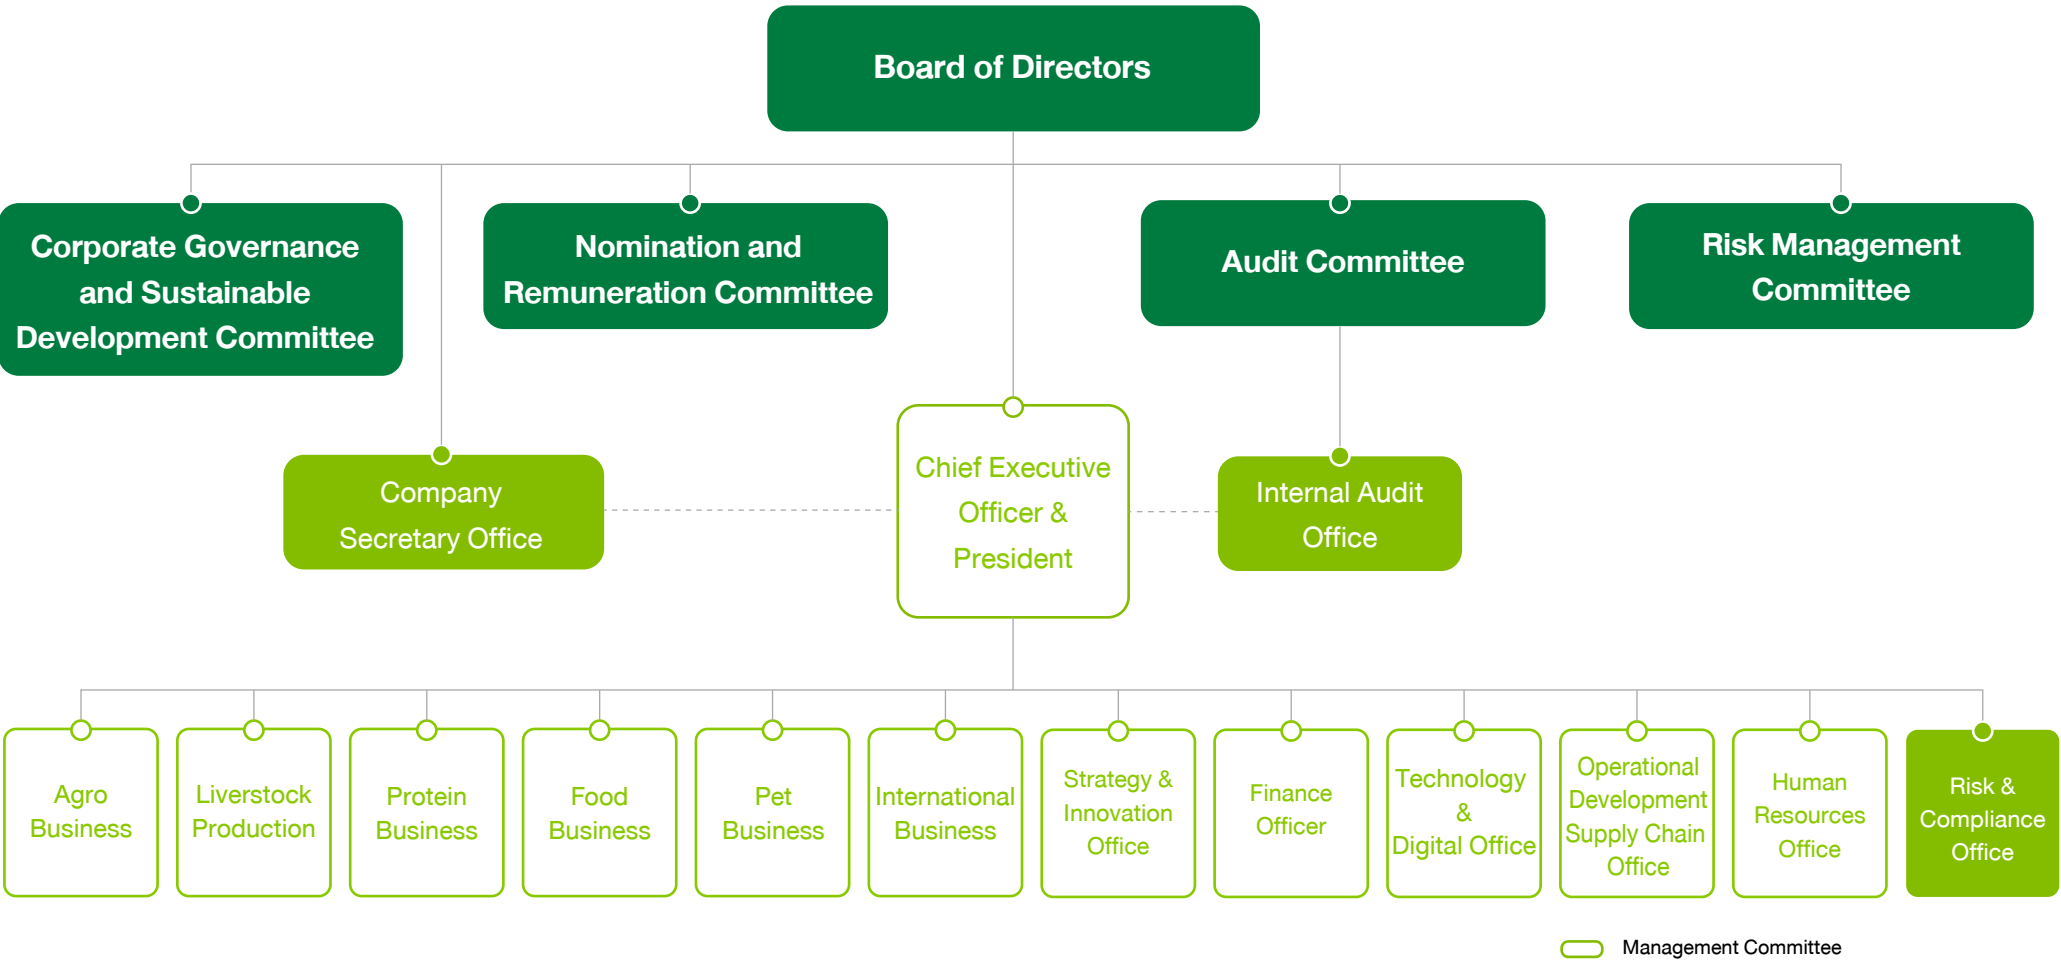 Board of Directors
Corporate Governance
and Sustainable
Development Committee
Nomination and
Remuneration Committee
Audit Committee
Risk Management
Committee
Company
Secretary Office
Chief Executive
Officer &
President
Internal Audit
Office
Agro
Business
Liverstock
Production
Protein
Business
Food
Business
Pet
Business
International
Business
Strategy &
Innovation
Office
Finance
Officer
Technology
&
Digital Office
Operational
Development
Supply Chain
Office
Human
Resources
Office
Risk &
Compliance
Office
Management Committee